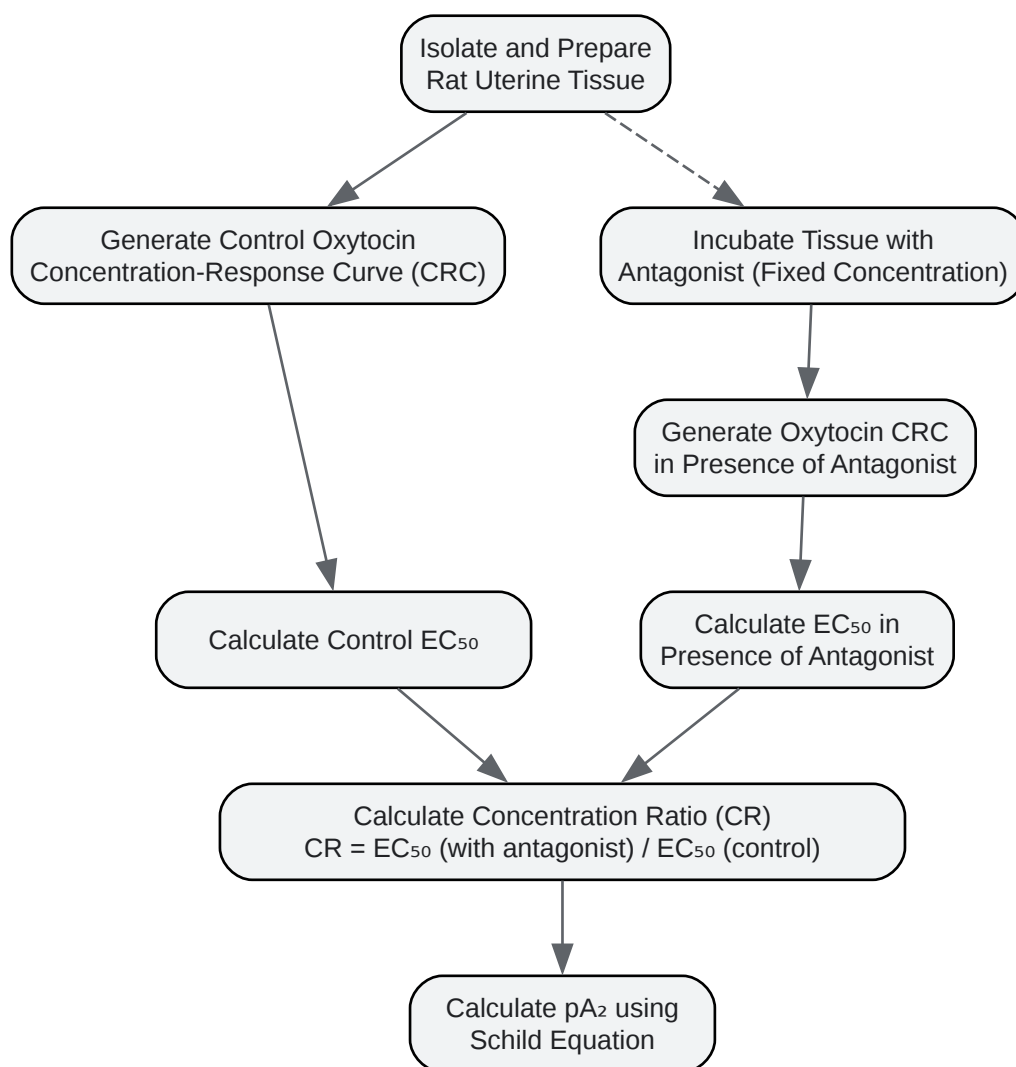 Isolate and Prepare
Rat Uterine Tissue
Generate Control Oxytocin
Concentration-Response Curve (CRC)
Incubate Tissue with
Antagonist (Fixed Concentration)
Generate Oxytocin CRC
in Presence of Antagonist
Calculate Control EC₅₀
Calculate EC₅₀ in
Presence of Antagonist
Calculate Concentration Ratio (CR)
CR = EC₅₀ (with antagonist) / EC₅₀ (control)
Calculate pA₂ using
Schild Equation